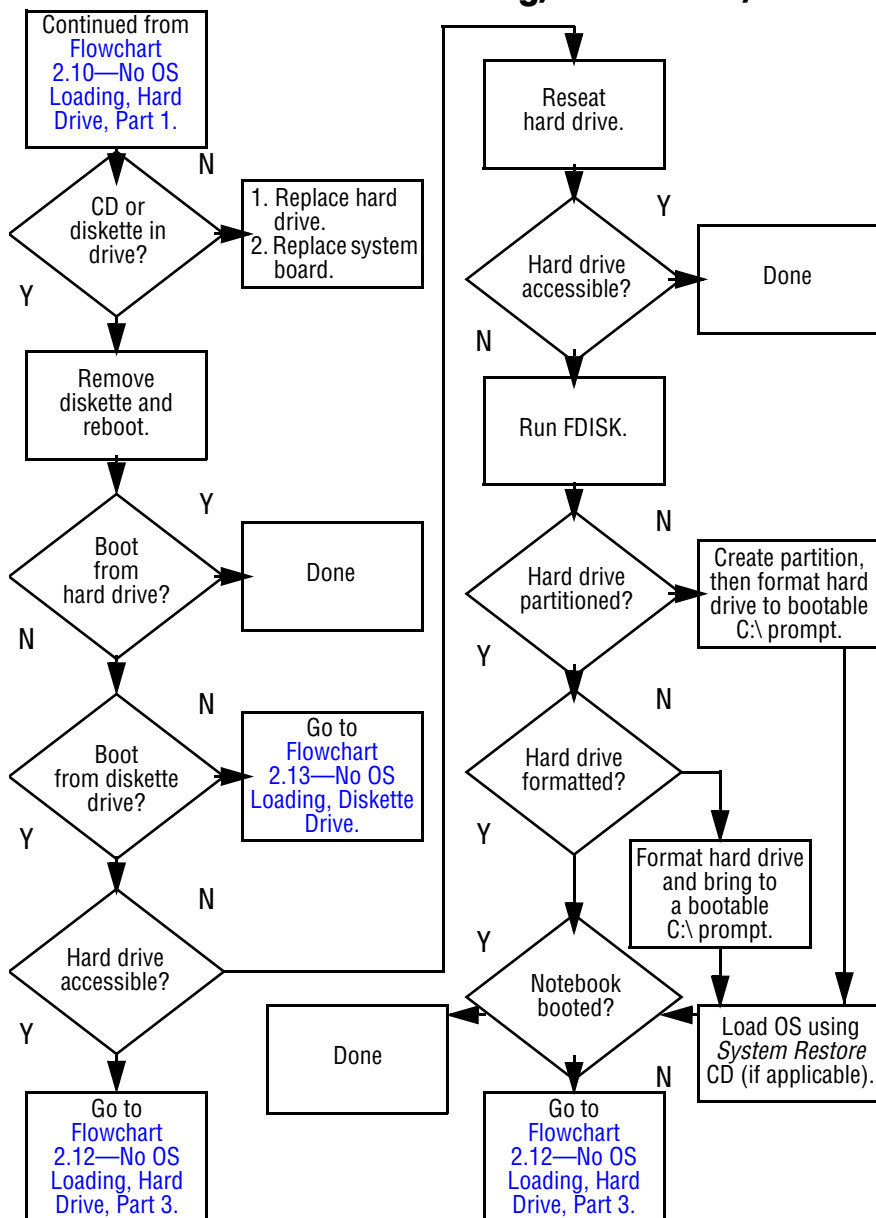 Continued from
Flowchart
2.10—No OS
Loading, Hard
Drive, Part 1.
N
CD or
diskette in
drive?
1. Replace hard
drive.
2. Replace system
board.
Y
Remove
diskette and
reboot.
Y
Boot
from
hard drive?
Done
N
N
Boot
from diskette
drive?
Go to
Flowchart
2.13—No OS
Loading, Diskette
Drive.
Y
N
Hard drive
accessible?
Y
Go to
Flowchart
2.12—No OS
Loading, Hard
Drive, Part 3.
Reseat
hard drive.
Y
Hard drive
accessible?
Done
N
Run FDISK.
N
Hard drive
partitioned?
Create partition,
then format hard
drive to bootable
C:\ prompt.
Y
N
Hard drive
formatted?
Y
Format hard drive
and bring to
a bootable
C:\ prompt.
Y
Notebook
booted?
Done
Load OS using
System Restore
CD (if applicable).
N
Go to
Flowchart
2.12—No OS
Loading, Hard
Drive, Part 3.